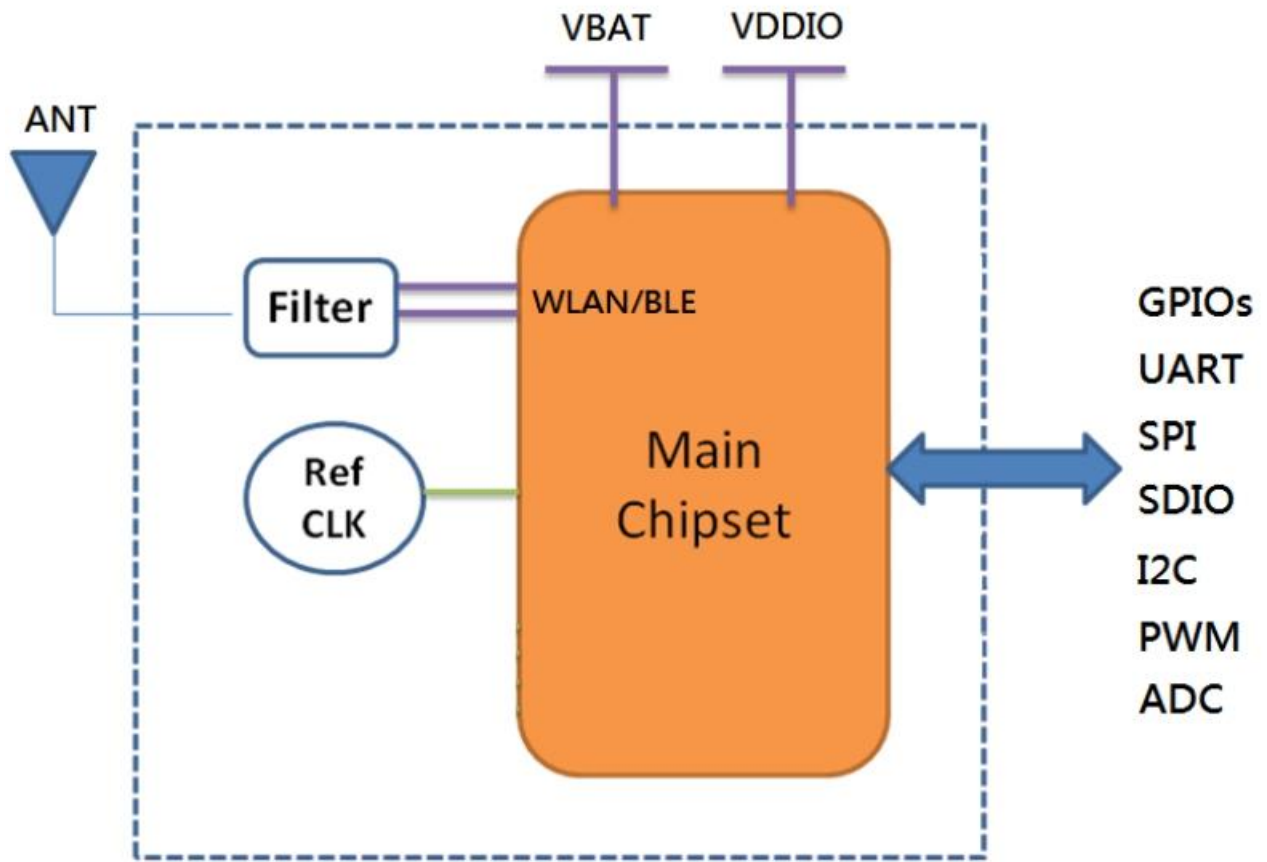 VBAT
VDDIO
ANT
Filter
WLAN/BLE
Ref
CLK
Main
Chipset
GPIOs
UART
SPI
SDIO
I2C
PWM
ADC